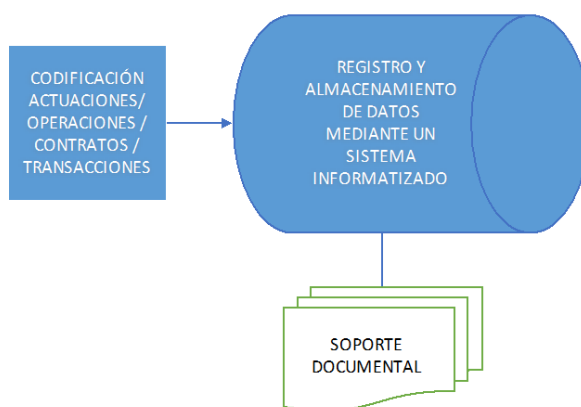 CODIFICACIÓN
ACTUACIONES/
OPERACIONES /
CONTRATOS /
TRANSACCIONES
REGISTRO Y
ALMACENAMIENTO
DE DATOS
MEDIANTE UN
SISTEMA
INFORMATIZADO
SOPORTE
DOCUMENTAL